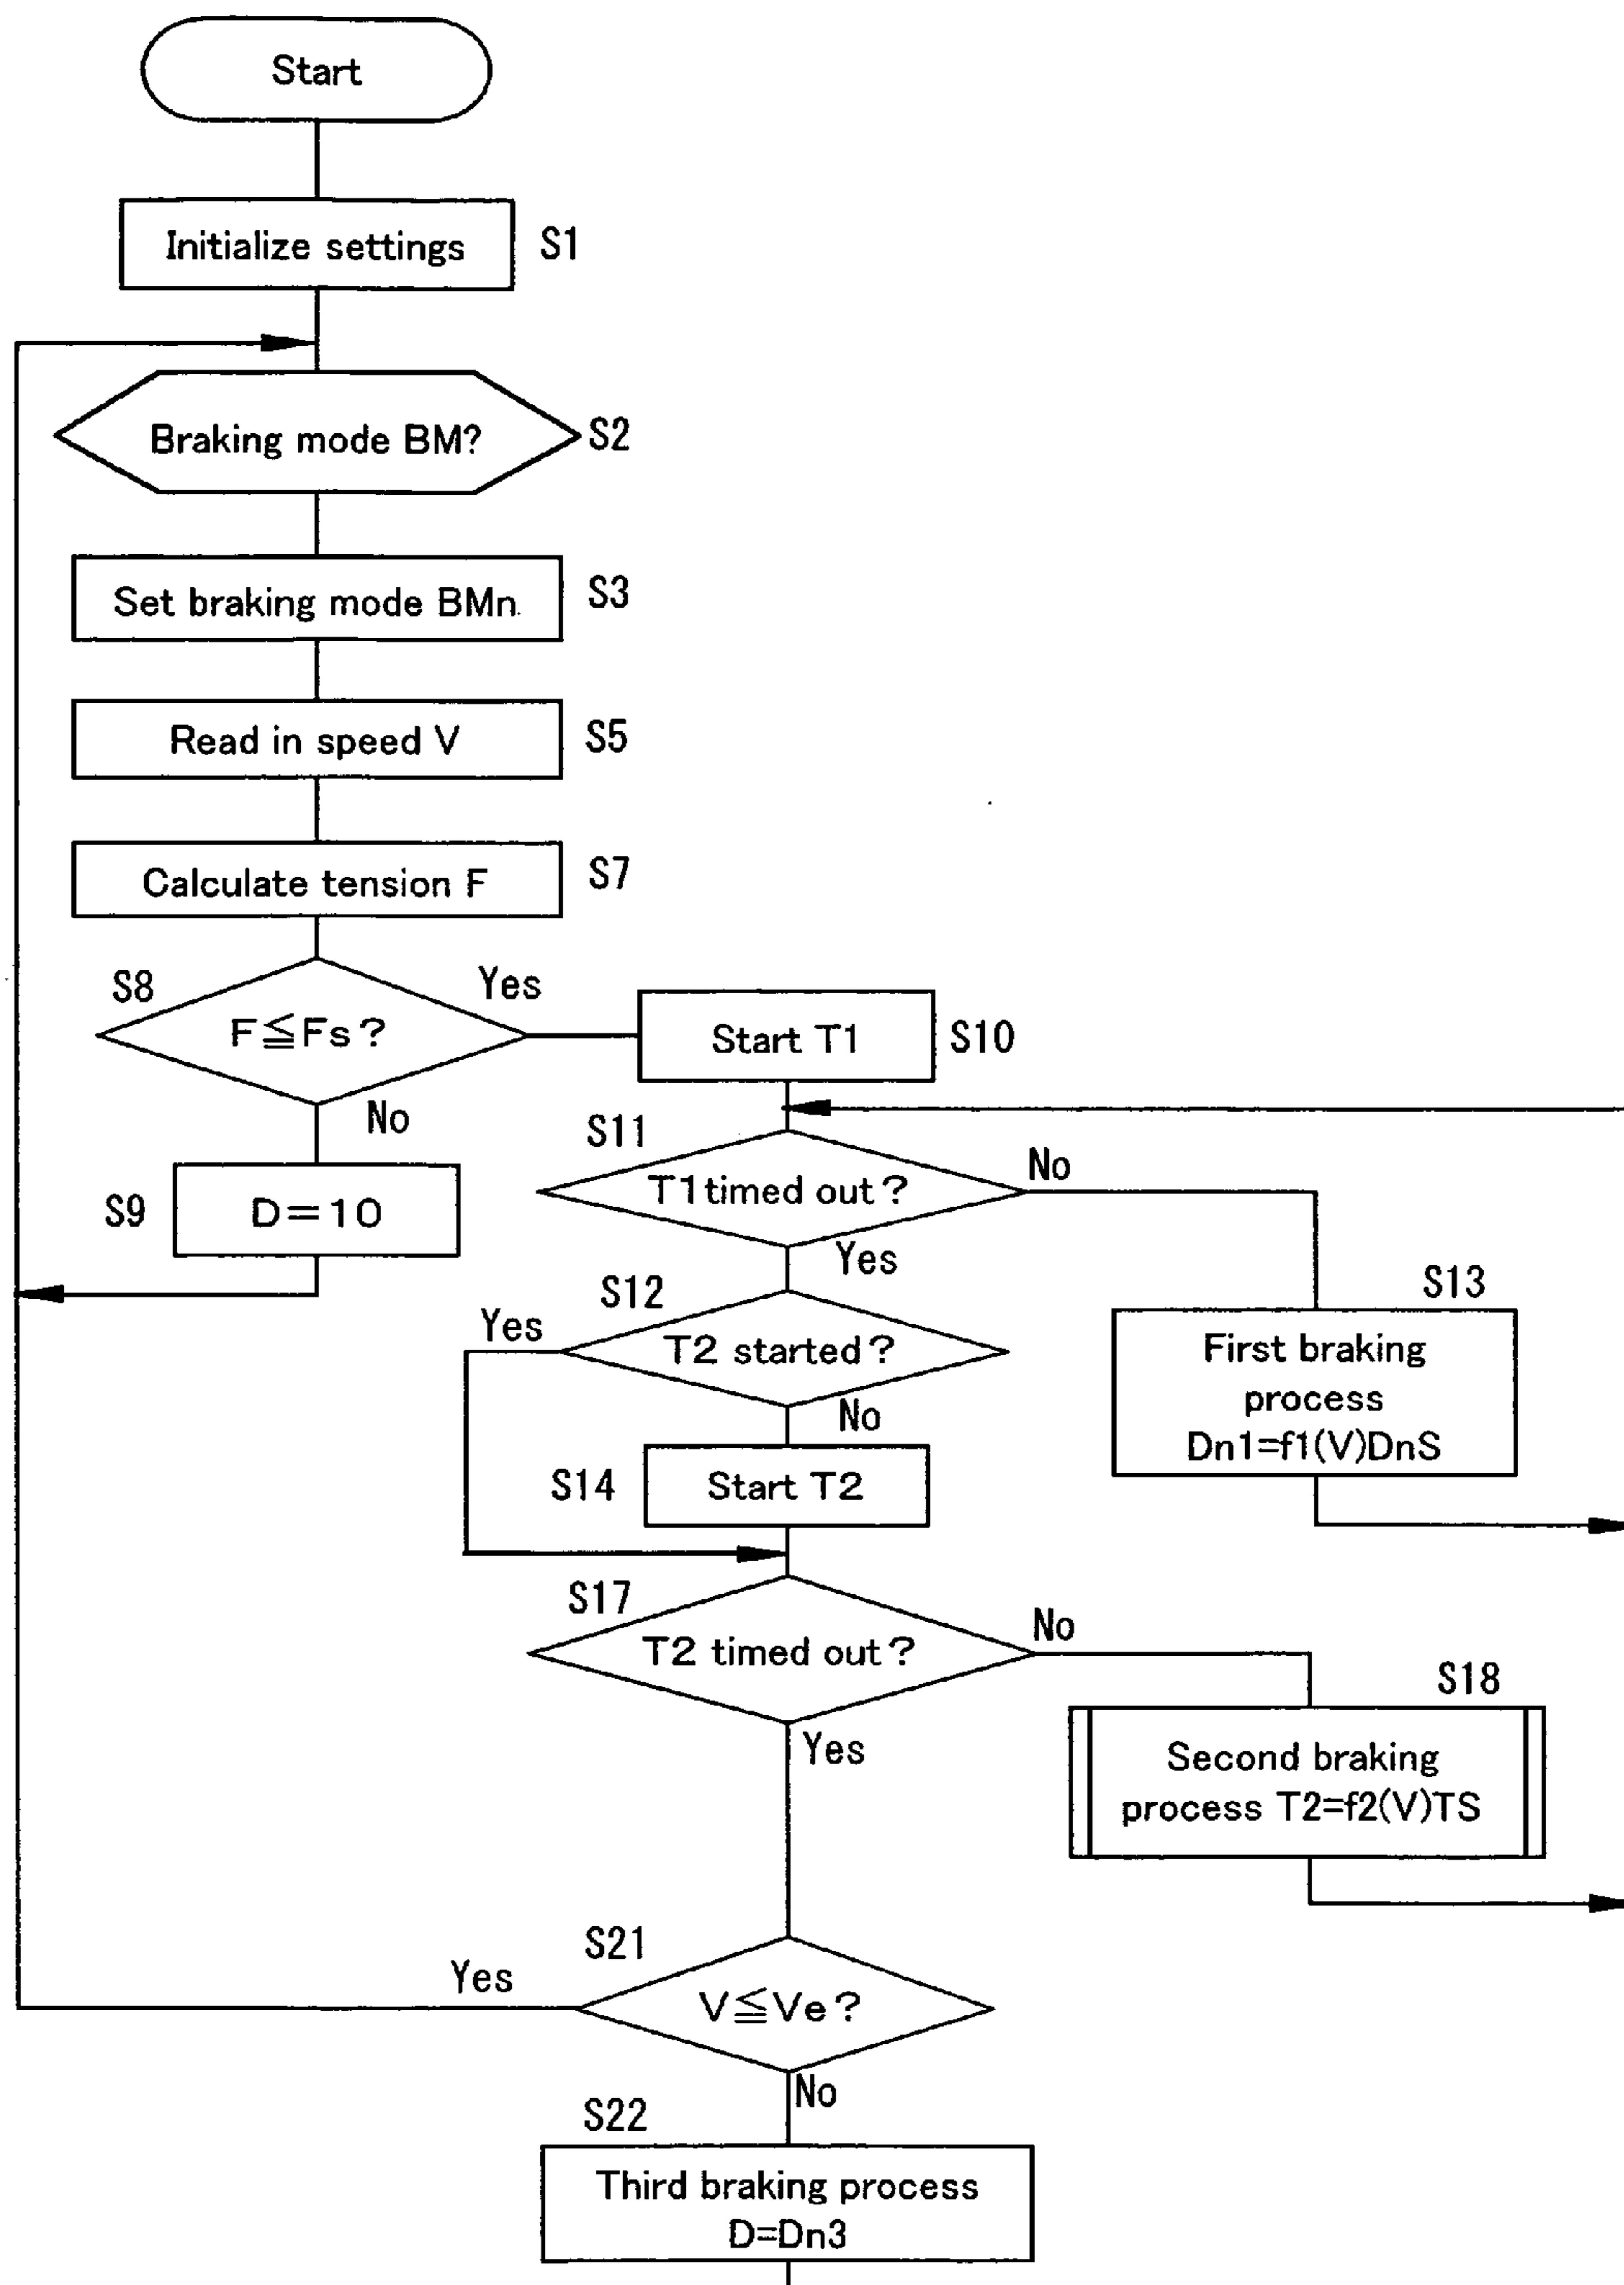 Start
Initialize settings
S1
Braking mode BM?
S2
Set braking mode BMn
S3
Read in speed V
S5
Calculate tension F
S7
S8
F≦Fs?
Yes
No
Start T1
S10
S9
D=10
S11
T1timed out?
No
Yes
S12
T2 started?
Yes
No
S13
First braking
process
Dn1=f1(V)DnS
S14
Start T2
S17
T2 timed out?
No
Yes
S18
Second braking
process T2=f2(V)TS
S21
V≦Ve?
Yes
No
S22
Third braking process
D=Dn3